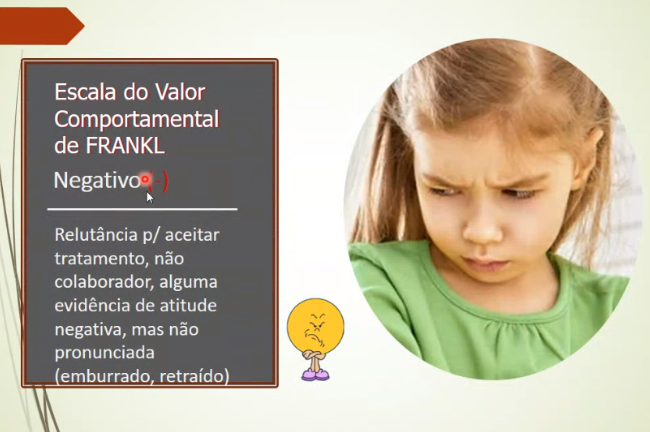 Escala do Valor
Comportamental
de FRANKL
Negativo (-)
Relutância p/ aceitar
tratamento, não
colaborador, alguma
evidência de atitude
negativa, mas não
pronunciada
(emburrado, retraído)